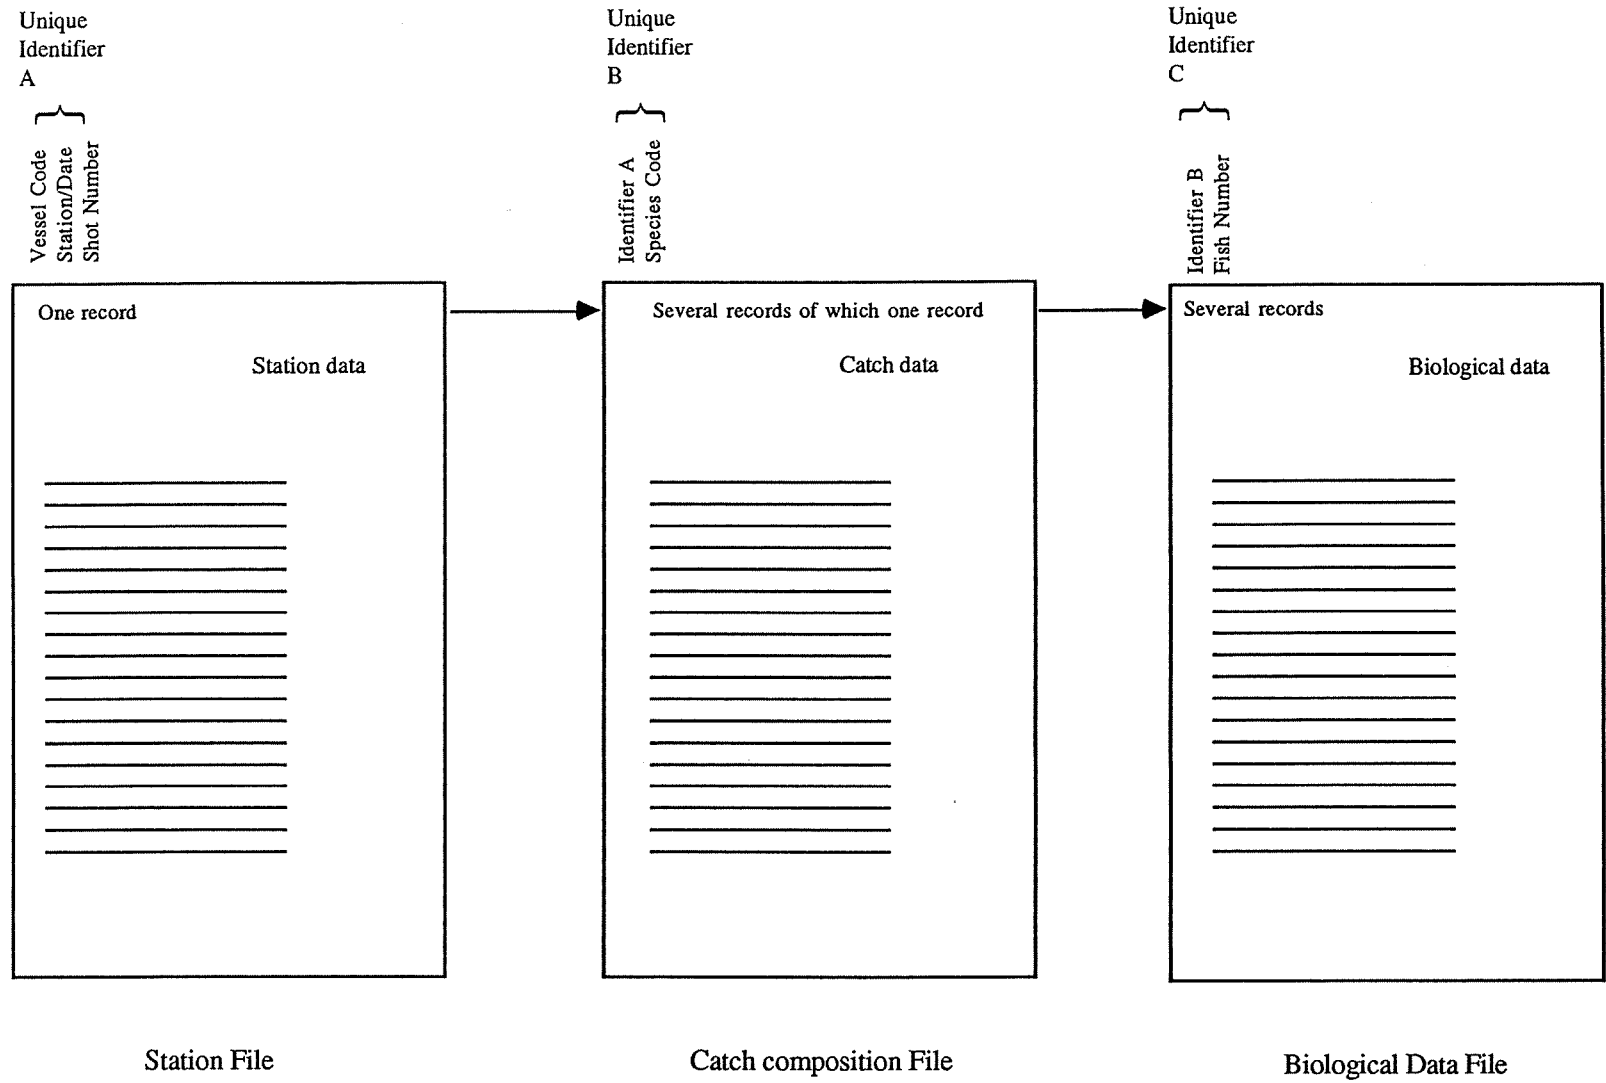 Unique
Identifier
A
Vessel Code
Station/Date
Shot Number
One record
Station data
Station File
Unique
Identifier
B
Identifier A
Species Code
Several records of which one record
Catch data
Catch composition File
Unique
Identifier
C
Identifier B
Fish Number
Several records
Biological data
Biological Data File